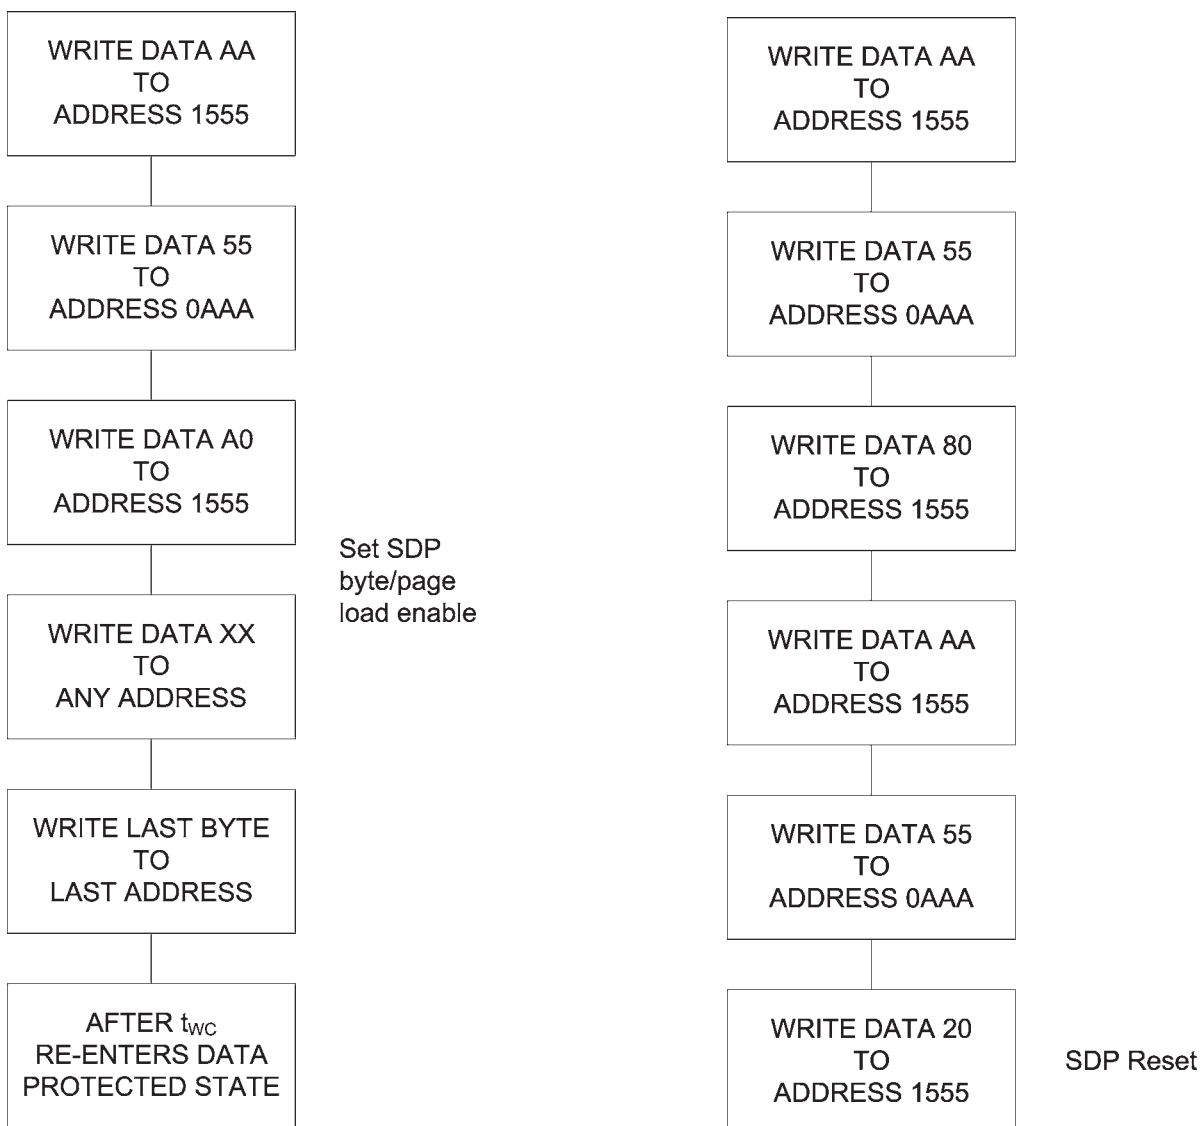 WRITE DATA AA
TO
ADDRESS 1555
WRITE DATA 55
TO
ADDRESS 0AAA
WRITE DATA A0
TO
ADDRESS 1555
Set SDP
byte/page
load enable
WRITE DATA XX
TO
ANY ADDRESS
WRITE LAST BYTE
TO
LAST ADDRESS
AFTER tWC
RE-ENTERS DATA
PROTECTED STATE
WRITE DATA AA
TO
ADDRESS 1555
WRITE DATA 55
TO
ADDRESS 0AAA
WRITE DATA 80
TO
ADDRESS 1555
WRITE DATA AA
TO
ADDRESS 1555
WRITE DATA 55
TO
ADDRESS 0AAA
WRITE DATA 20
TO
ADDRESS 1555
SDP Reset